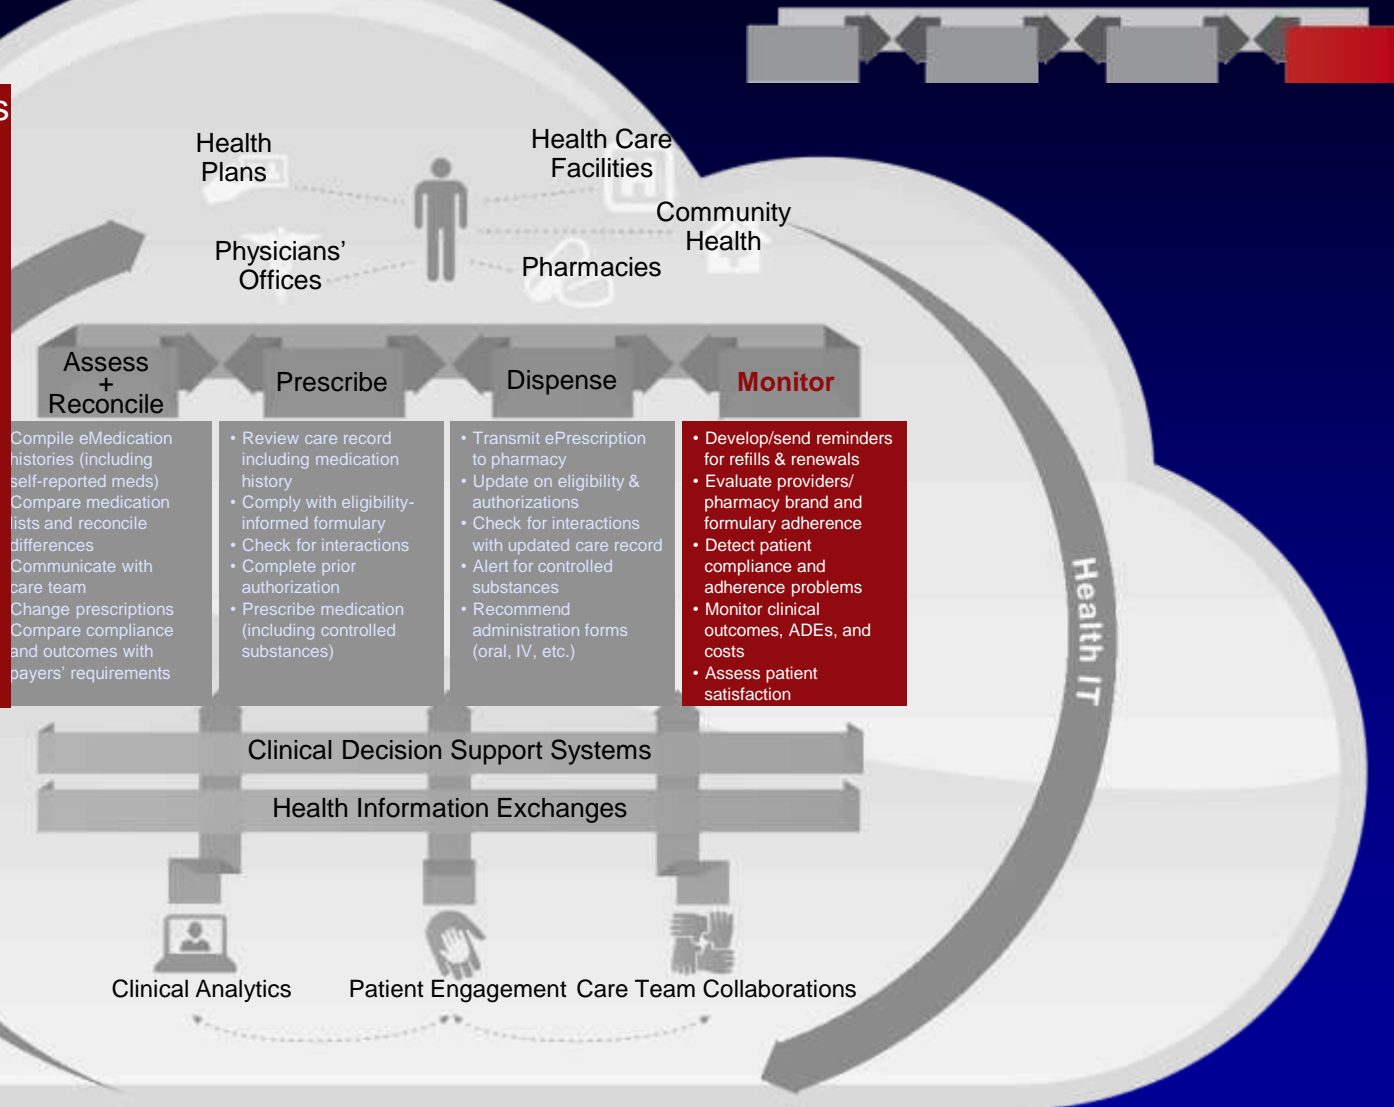 s
Health
Plans
Health Care
Facilities
Community
Health
Physicians’
Offices
Pharmacies
Assess
+
Reconcile
Prescribe
Dispense
Monitor
Compile eMedication
histories (including
self-reported meds)
Compare medication
lists and reconcile
differences
Communicate with
care team
Change prescriptions
Compare compliance
and outcomes with
payers’ requirements
• Review care record
including medication
history
• Comply with eligibility-
informed formulary
• Check for interactions
• Complete prior
authorization
• Prescribe medication
(including controlled
substances)
• Transmit ePrescription
to pharmacy
• Update on eligibility &
authorizations
• Check for interactions
with updated care record
• Alert for controlled
substances
• Recommend
administration forms
(oral, IV, etc.)
• Develop/send reminders
for refills & renewals
• Evaluate providers/
pharmacy brand and
formulary adherence
• Detect patient
compliance and
adherence problems
• Monitor clinical
outcomes, ADEs, and
costs
• Assess patient
satisfaction
Health IT
Clinical Decision Support Systems
Health Information Exchanges
Clinical Analytics
Patient Engagement
Care Team Collaborations